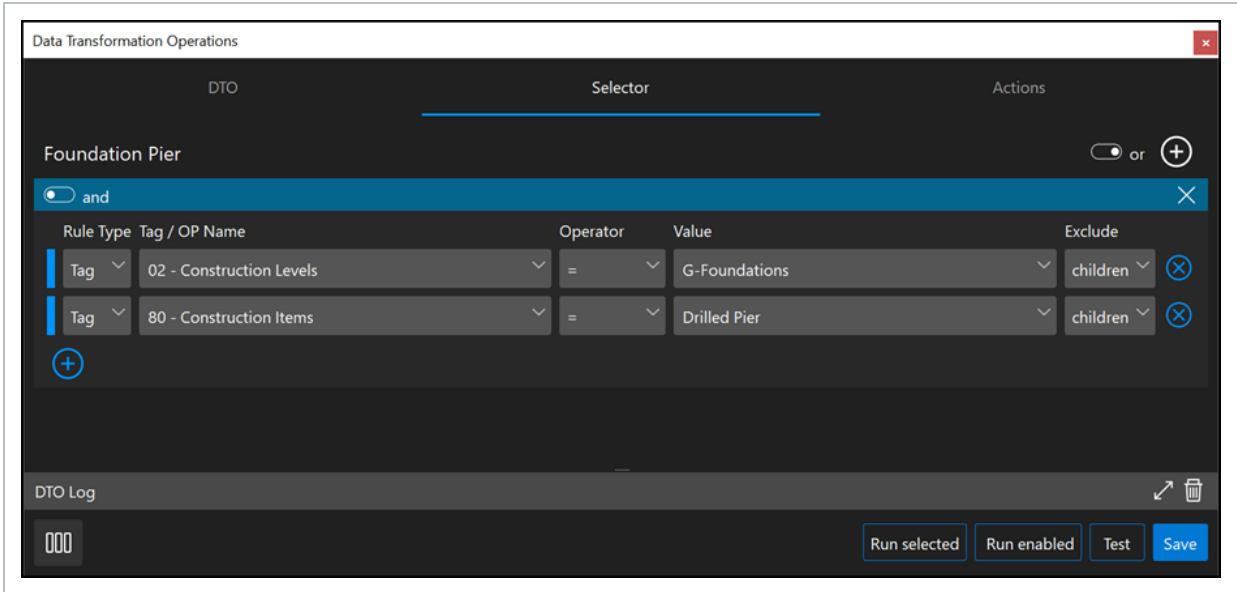 Data Transformation Operations
DTO Selector Actions
Foundation Pier or
and
Rule Type Tag / OP Name Operator Value Exclude
Tag 02 - Construction Levels = G-Foundations children
Tag 80 - Construction Items = Drilled Pier children
DTO Log
Run selected Run enabled Test Save